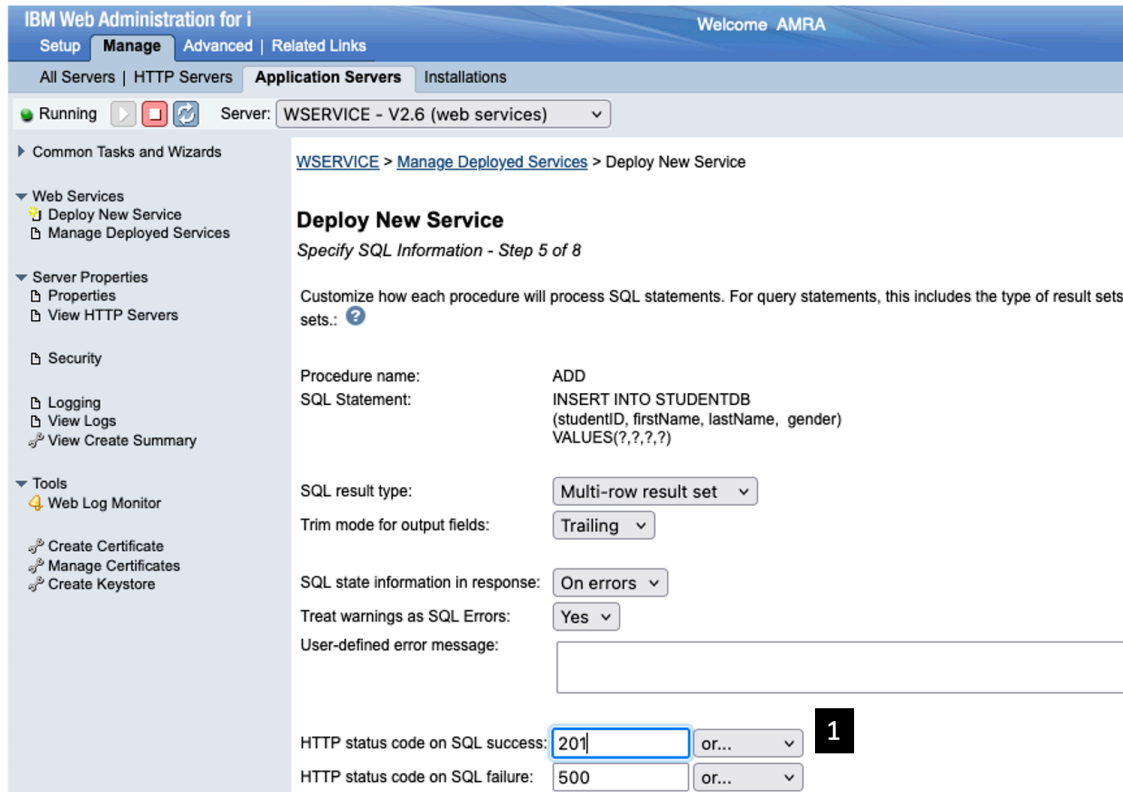 IBM Web Administration for i
Welcome AMRA
Setup Manage Advanced | Related Links
All Servers | HTTP Servers Application Servers Installations
Running Server: WSERVICE - V2.6 (web services)
Common Tasks and Wizards
Web Services
Deploy New Service
Manage Deployed Services
Server Properties
Properties
View HTTP Servers
Security
Logging
View Logs
View Create Summary
Tools
Web Log Monitor
Create Certificate
Manage Certificates
Create Keystore
WSERVICE > Manage Deployed Services > Deploy New Service
Deploy New Service
Specify SQL Information - Step 5 of 8
Customize how each procedure will process SQL statements. For query statements, this includes the type of result sets
sets.: ?
Procedure name: ADD
SQL Statement: INSERT INTO STUDENTDB
(studentID, firstName, lastName, gender)
VALUES(?,?,?,?)
SQL result type: Multi-row result set
Trim mode for output fields: Trailing
SQL state information in response: On errors
Treat warnings as SQL Errors: Yes
User-defined error message:
HTTP status code on SQL success: 201 or... 1
HTTP status code on SQL failure: 500 or...